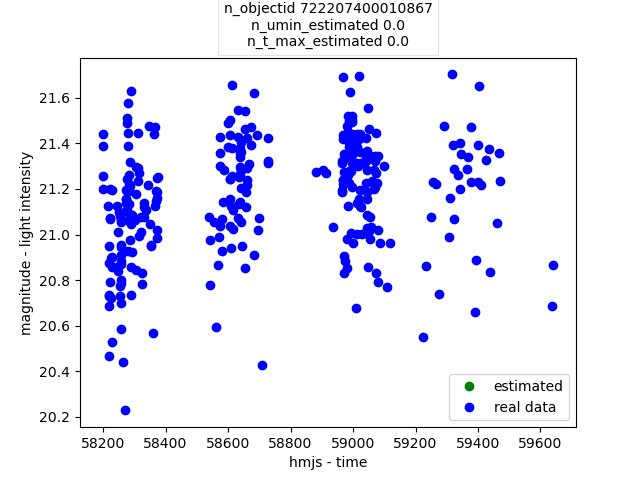 n_objectid 722207400010867
n_umin_estimated 0.0
n_t_max_estimated 0.0
magnitude - light intensity
21.6
21.4
21.2
21.0
20.8
20.6
20.4
20.2
estimated
real data
58200 58400 58600 58800 59000 59200 59400 59600
hmjs - time